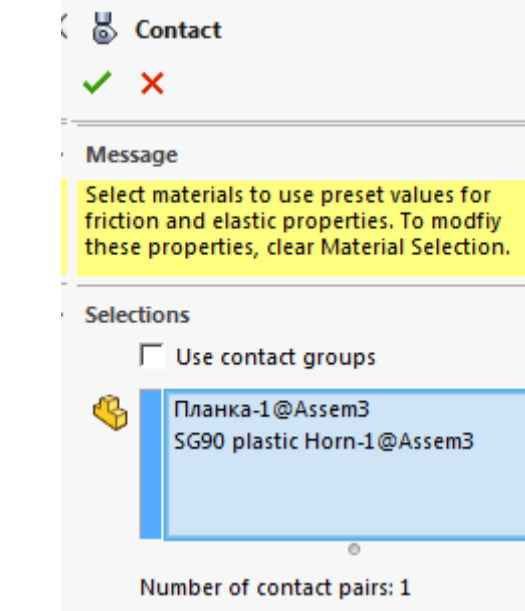 Contact
Message
Select materials to use preset values for
friction and elastic properties. To modfiy
these properties, clear Material Selection.
Selections
Use contact groups
Планка-1@Assem3
SG90 plastic Horn-1@Assem3
Number of contact pairs: 1